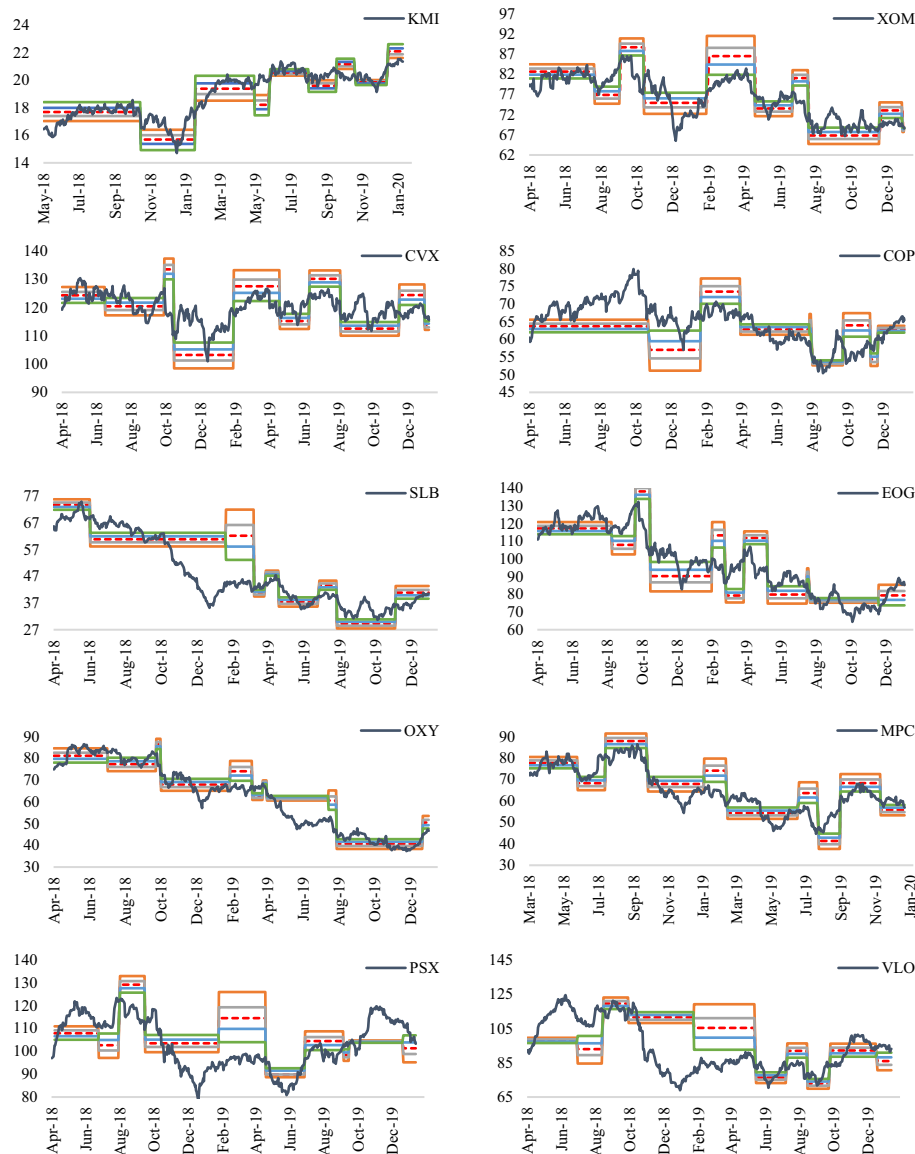 KMI
24
22
20
18
16
14
May-18
Jul-18
Sep-18
Nov-18
Jan-19
Mar-19
May-19
Jul-19
Sep-19
Nov-19
Jan-20
XOM
97
92
87
82
77
72
67
62
Apr-18
Jun-18
Aug-18
Oct-18
Dec-18
Feb-19
Apr-19
Jun-19
Aug-19
Oct-19
Dec-19
CVX
140
130
120
110
100
90
Apr-18
Jun-18
Aug-18
Oct-18
Dec-18
Feb-19
Apr-19
Jun-19
Aug-19
Oct-19
Dec-19
COP
85
80
75
70
65
60
55
50
45
Apr-18
Jun-18
Aug-18
Oct-18
Dec-18
Feb-19
Apr-19
Jun-19
Aug-19
Oct-19
Dec-19
SLB
77
67
57
47
37
27
Apr-18
Jun-18
Aug-18
Oct-18
Dec-18
Feb-19
Apr-19
Jun-19
Aug-19
Oct-19
Dec-19
EOG
140
130
120
110
100
90
80
70
60
Apr-18
Jun-18
Aug-18
Oct-18
Dec-18
Feb-19
Apr-19
Jun-19
Aug-19
Oct-19
Dec-19
OXY
90
80
70
60
50
40
30
Apr-18
Jun-18
Aug-18
Oct-18
Dec-18
Feb-19
Apr-19
Jun-19
Aug-19
Oct-19
Dec-19
MPC
90
80
70
60
50
40
30
Mar-18
May-18
Jul-18
Sep-18
Nov-18
Jan-19
Mar-19
May-19
Jul-19
Sep-19
Nov-19
Jan-20
PSX
140
130
120
110
100
90
80
Apr-18
Jun-18
Aug-18
Oct-18
Dec-18
Feb-19
Apr-19
Jun-19
Aug-19
Oct-19
Dec-19
VLO
145
125
105
85
65
Apr-18
Jun-18
Aug-18
Oct-18
Dec-18
Feb-19
Apr-19
Jun-19
Aug-19
Oct-19
Dec-19